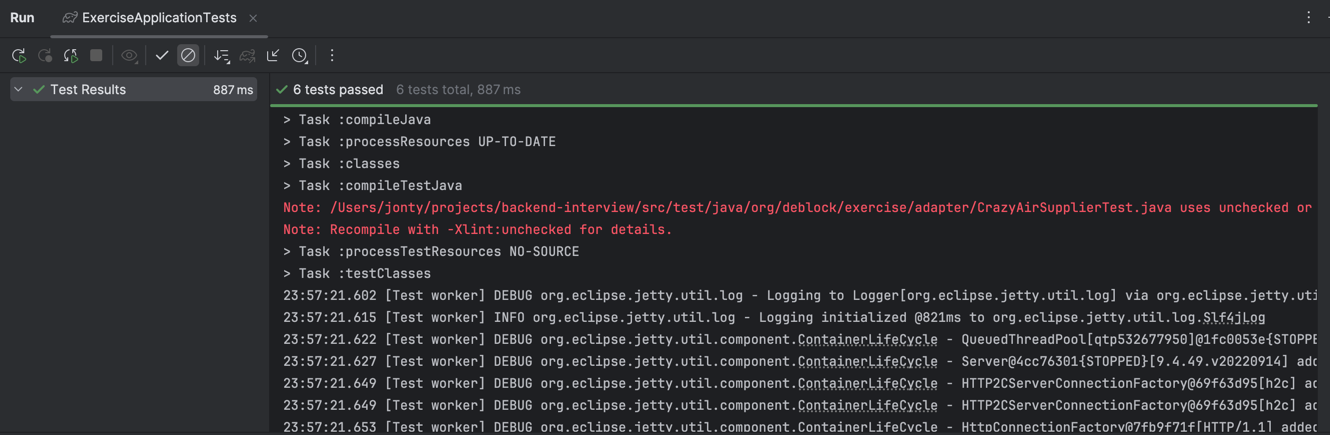 Run ExerciseApplicationTests
Test Results 887 ms
6 tests passed 6 tests total, 887 ms
> Task :compileJava
> Task :processResources UP-TO-DATE
> Task :classes
> Task :compileTestJava
Note: /Users/jonty/projects/backend-interview/src/test/java/org/deblock/exercise/adapter/CrazyAirSupplierTest.java uses unchecked or
Note: Recompile with -Xlint:unchecked for details.
> Task :processTestResources NO-SOURCE
> Task :testClasses
23:57:21.602 [Test worker] DEBUG org.eclipse.jetty.util.log - Logging to Logger[org.eclipse.jetty.util.log] via org.eclipse.jetty.uti
23:57:21.615 [Test worker] INFO org.eclipse.jetty.util.log - Logging initialized @821ms to org.eclipse.jetty.util.log.Slf4jLog
23:57:21.622 [Test worker] DEBUG org.eclipse.jetty.util.component.ContainerLifeCycle - QueuedThreadPool[qtp532677950]@1fc0053e{STOPPE
23:57:21.627 [Test worker] DEBUG org.eclipse.jetty.util.component.ContainerLifeCycle - Server@4cc76301{STOPPED}[9.4.49.v20220914] add
23:57:21.649 [Test worker] DEBUG org.eclipse.jetty.util.component.ContainerLifeCycle - HTTP2CServerConnectionFactory@69f63d95[h2c] ad
23:57:21.649 [Test worker] DEBUG org.eclipse.jetty.util.component.ContainerLifeCycle - HTTP2CServerConnectionFactory@69f63d95[h2c] ad
23:57:21.653 [Test worker] DEBUG org.eclipse.jetty.util.component.ContainerLifeCycle - HttpConnectionFactory@7fb9f71f[HTTP/1.1] added